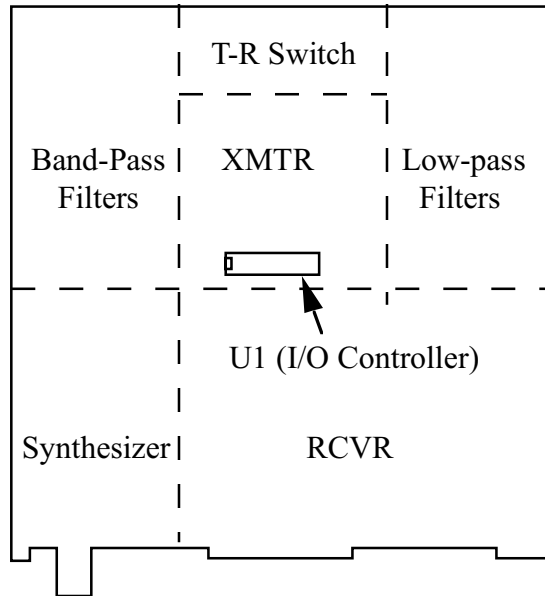 T-R Switch
Band-Pass
Filters
XMTR
Low-pass
Filters
U1 (I/O Controller)
Synthesizer
RCVR